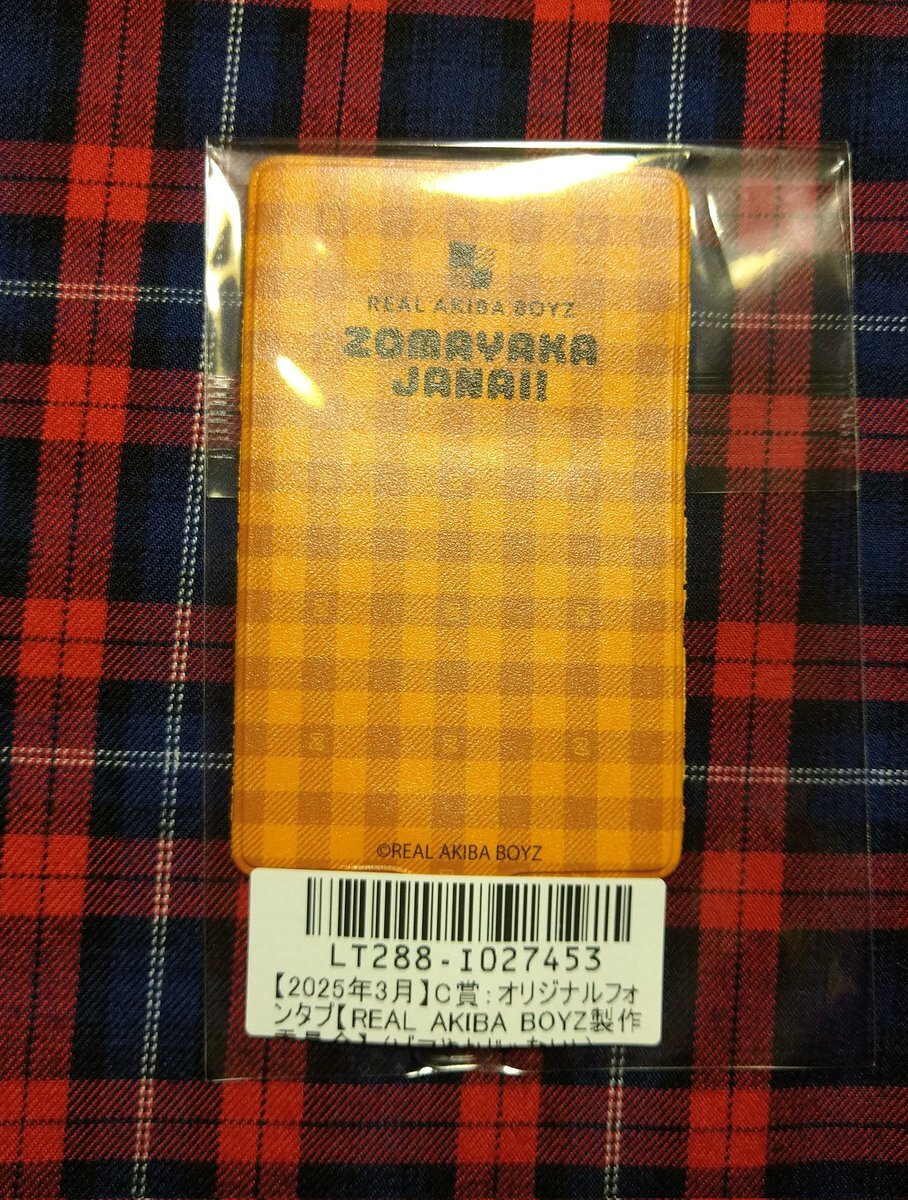 REAL AKIBA BOYZ
ZOMAYAKA
JANAII
©REAL AKIBA BOYZ
LT288-I027453
【2025年3月】C賞:オリジナルフォ
ンタブ【REAL AKIBA BOYZ製作